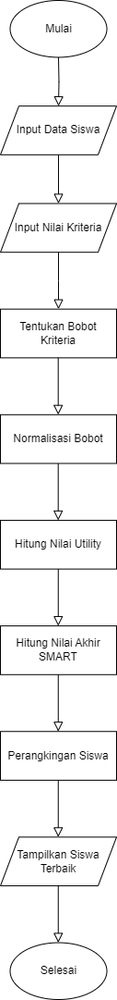 Mulai
Input Data Siswa
Input Nilai Kriteria
Tentukan Bobot
Kriteria
Normalisasi Bobot
Hitung Nilai Utility
Hitung Nilai Akhir
SMART
Perangkingan Siswa
Tampilkan Siswa
Terbaik
Selesai